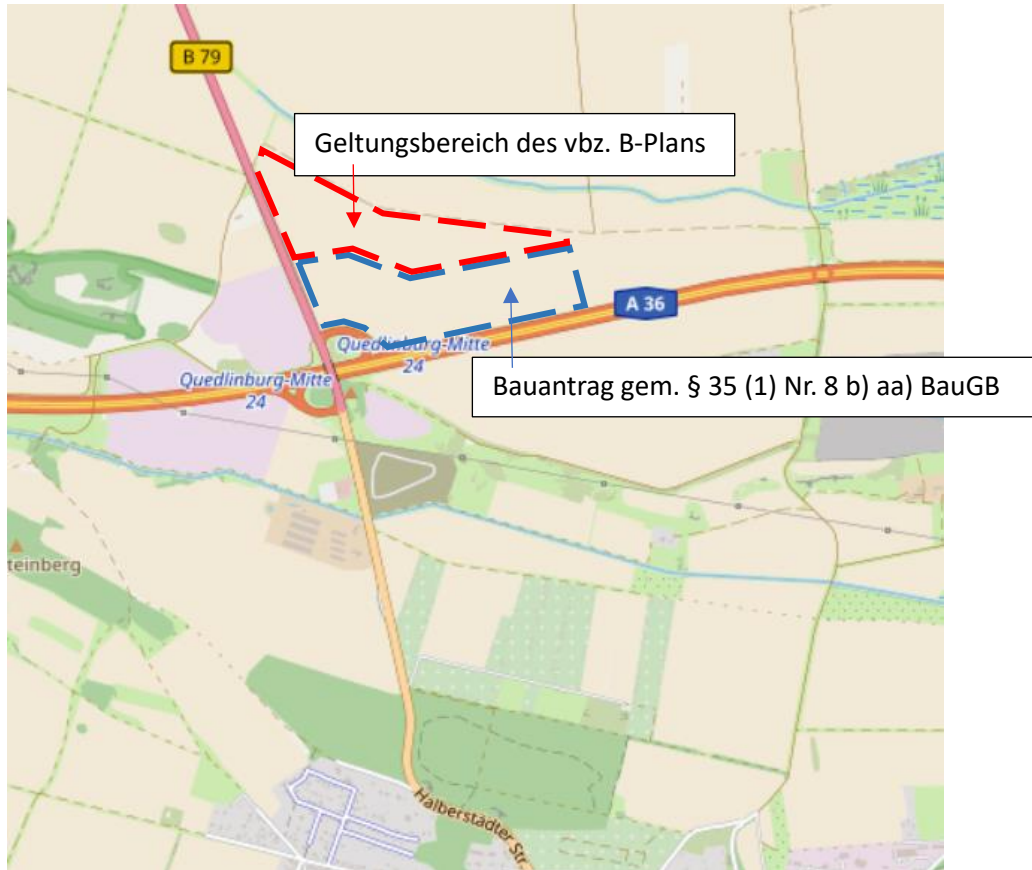 B 79
Geltungsbereich des vbz. B-Plans
A 36
Quedlinburg-Mitte
24
Quedlinburg-Mitte
24
Bauantrag gem. § 35 (1) Nr. 8 b) aa) BauGB
teinberg
Halberstädter Str.